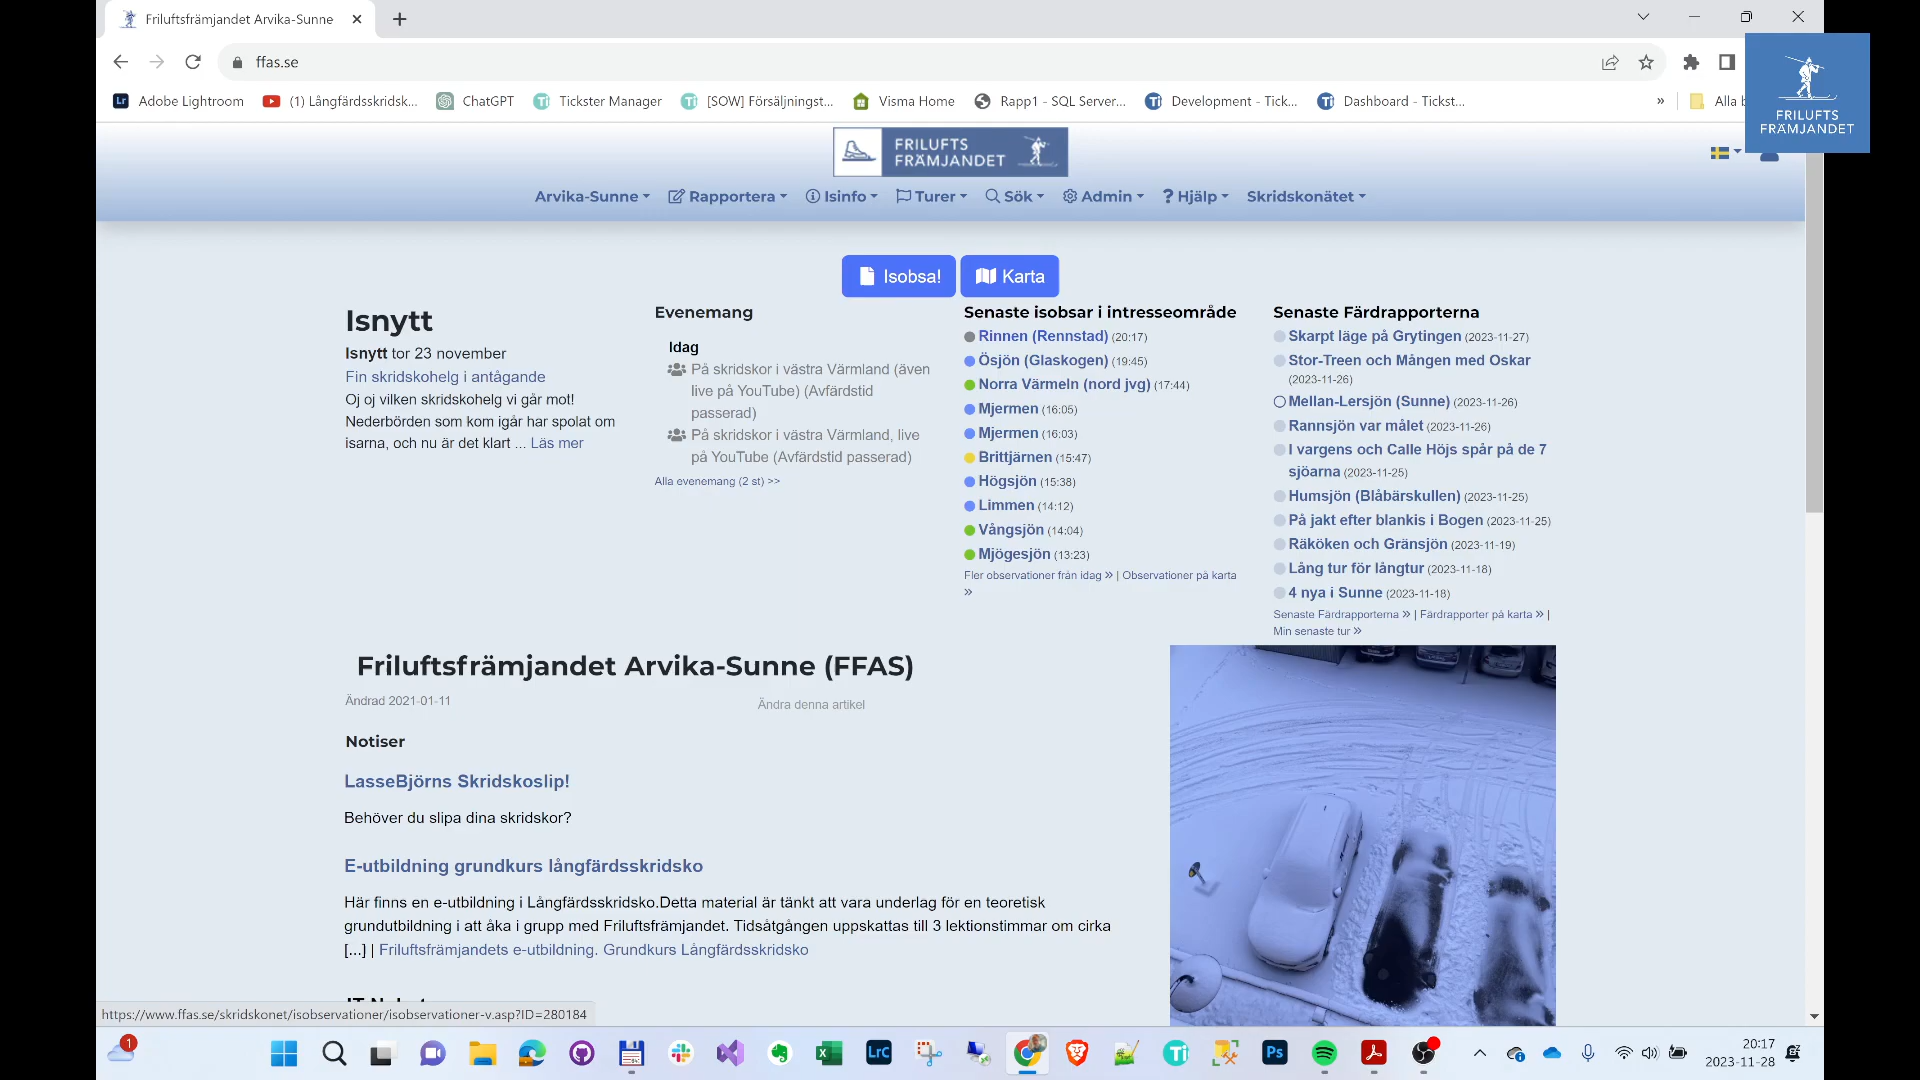 Friluftsfrämjandet Arvika-Sunne
ffas.se
Adobe Lightroom
(1) Långfärdsskridsk...
ChatGPT
Tickster Manager
[SOW] Försäljningst...
Visma Home
Rapp1 - SQL Server...
Development - Tick...
Dashboard - Tickst...
»
Alla b
FRILUFTS
FRÄMJANDET
FRILUFTS
FRÄMJANDET
Arvika-Sunne
Rapportera
Isinfo
Turer
Sök
Admin
? Hjälp
Skridskonätet
Isobsa!
Karta
Isnytt
Isnytt tor 23 november
Fin skridskohelg i antågande
Oj oj vilken skridskohelg vi går mot!
Nederbörden som kom igår har spolat om
isarna, och nu är det klart ... Läs mer
Evenemang
Idag
På skridskor i västra Värmland (även
live på YouTube) (Avfärdstid
passerad)
På skridskor i västra Värmland, live
på YouTube (Avfärdstid passerad)
Alla evenemang (2 st) >>
Senaste isobsar i intresseområde
Rinnen (Rennstad) (20:17)
Ösjön (Glaskogen) (19:45)
Norra Värmeln (nord jvg) (17:44)
Mjermen (16:05)
Mjermen (16:03)
Brittjärnen (15:47)
Högsjön (15:38)
Limmen (14:12)
Vångsjön (14:04)
Mjögesjön (13:23)
Fler observationer från idag » | Observationer på karta
»
Senaste Färdrapporterna
Skarpt läge på Grytingen (2023-11-27)
Stor-Treen och Mången med Oskar
(2023-11-26)
Mellan-Lersjön (Sunne) (2023-11-26)
Rannsjön var målet (2023-11-26)
I vargens och Calle Höjs spår på de 7
sjöarna (2023-11-25)
Humsjön (Blåbärskullen) (2023-11-25)
På jakt efter blankis i Bogen (2023-11-25)
Räköken och Gränsjön (2023-11-19)
Lång tur för långtur (2023-11-18)
4 nya i Sunne (2023-11-18)
Senaste Färdrapporterna » | Färdrapporter på karta » |
Min senaste tur »
Friluftsfrämjandet Arvika-Sunne (FFAS)
Ändrad 2021-01-11
Ändra denna artikel
Notiser
LasseBjörns Skridskoslip!
Behöver du slipa dina skridskor?
E-utbildning grundkurs långfärdsskridsko
Här finns en e-utbildning i Långfärdsskridsko.Detta material är tänkt att vara underlag för en teoretisk
grundutbildning i att åka i grupp med Friluftsfrämjandet. Tidsåtgången uppskattas till 3 lektionstimmar om cirka
[...] | Friluftsfrämjandets e-utbildning. Grundkurs Långfärdsskridsko
https://www.ffas.se/skridskonet/isobservationer/isobservationer-v.asp?ID=280184
1
LrC
Ps
20:17
2023-11-28